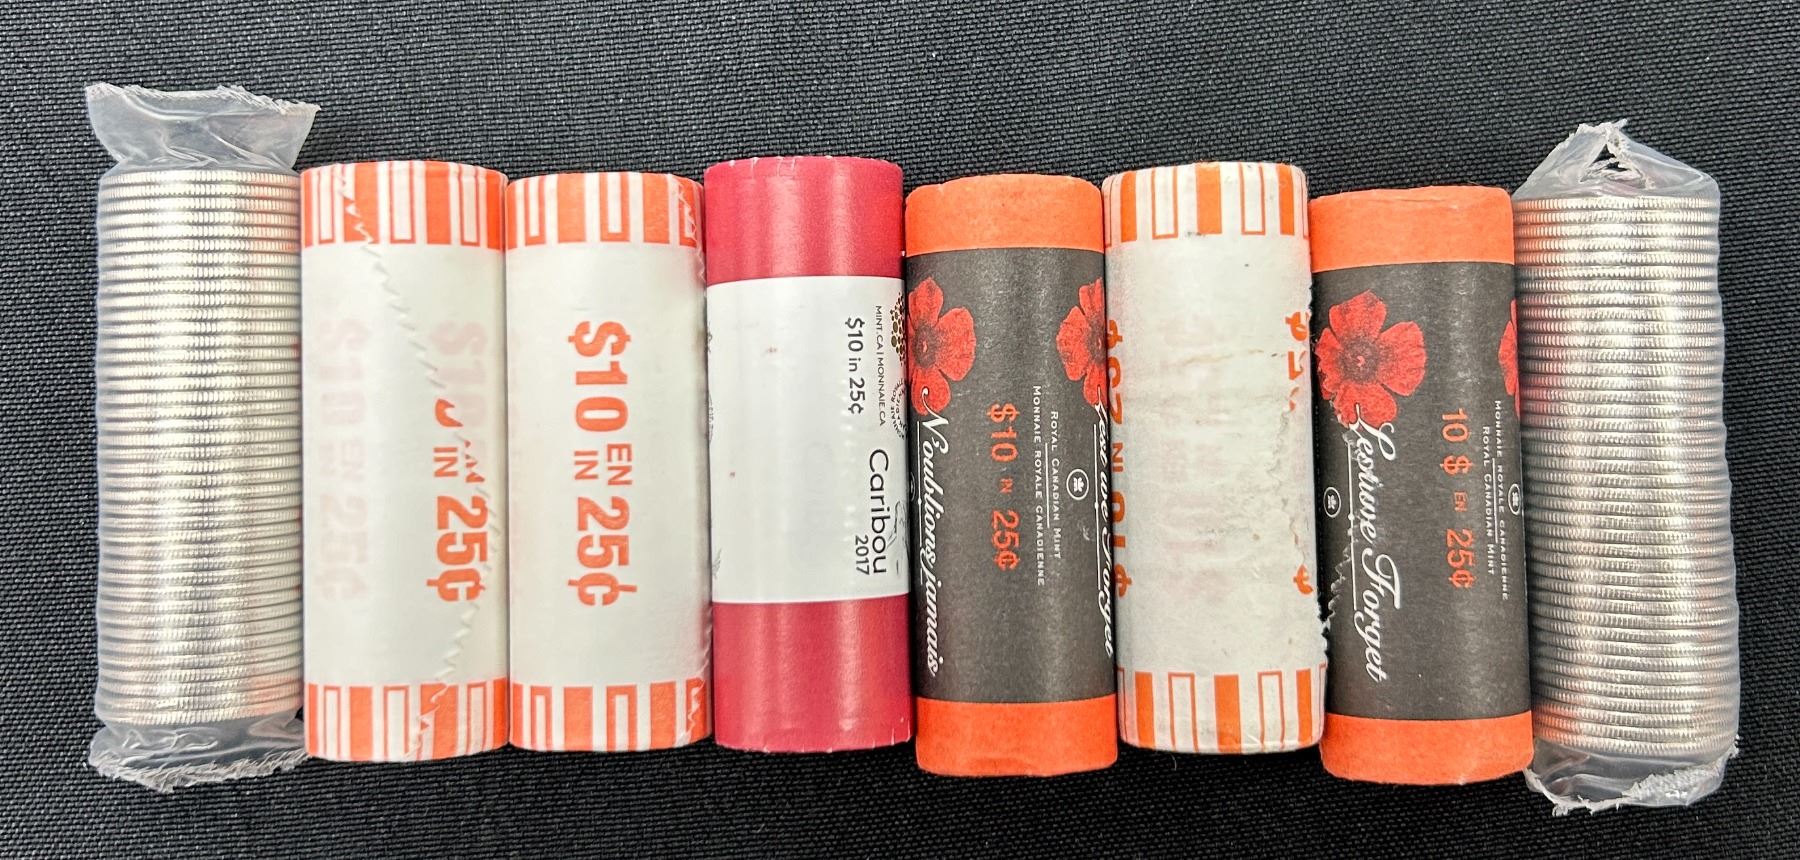 IN 25¢
$10
EN
IN
25¢
MINT.CA | MONNAIE.CA
$10 in 25¢
Caribou
2017
N'oublions jamais
$10 IN 25¢
ROYAL CANADIAN MINT
MONNAIE ROYALE CANADIENNE
Lest we Forget
Lest we Forget
10 $ EN 25¢
MONNAIE ROYALE CANADIENNE
ROYAL CANADIAN MINT